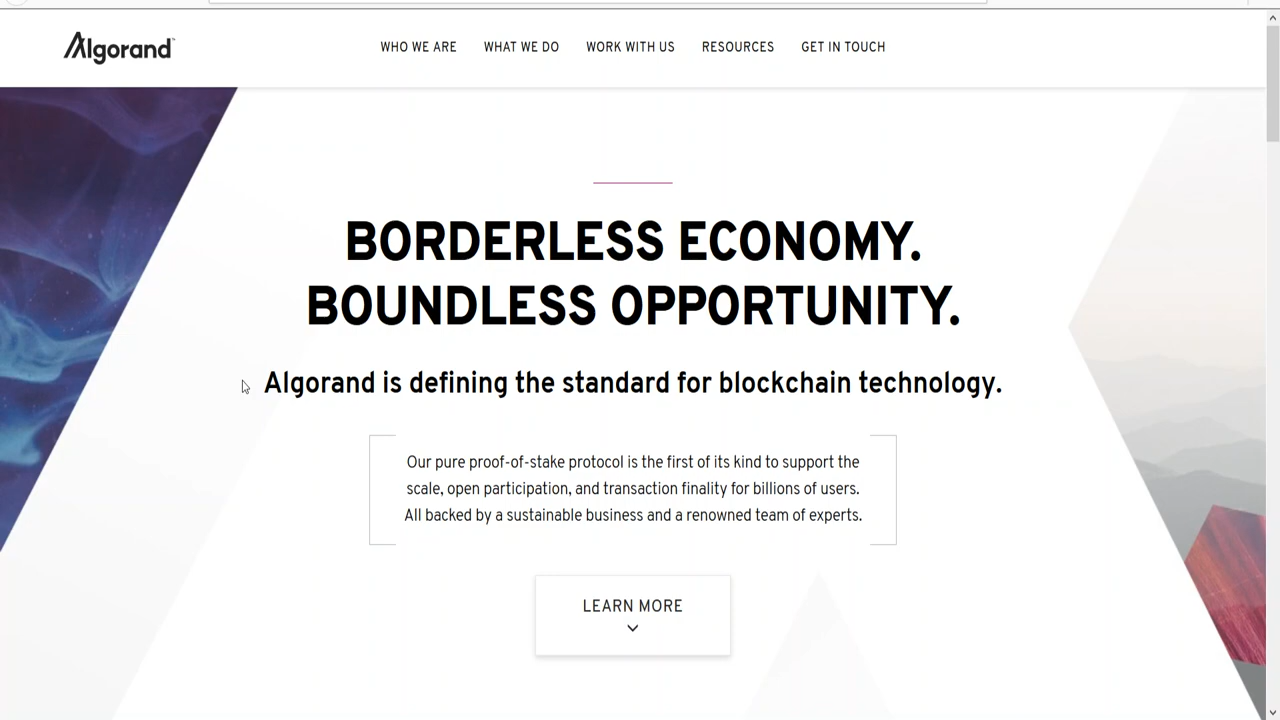 Algorand™
WHO WE ARE WHAT WE DO WORK WITH US RESOURCES GET IN TOUCH
BORDERLESS ECONOMY.
BOUNDLESS OPPORTUNITY.
Algorand is defining the standard for blockchain technology.
Our pure proof-of-stake protocol is the first of its kind to support the
scale, open participation, and transaction finality for billions of users.
All backed by a sustainable business and a renowned team of experts.
LEARN MORE